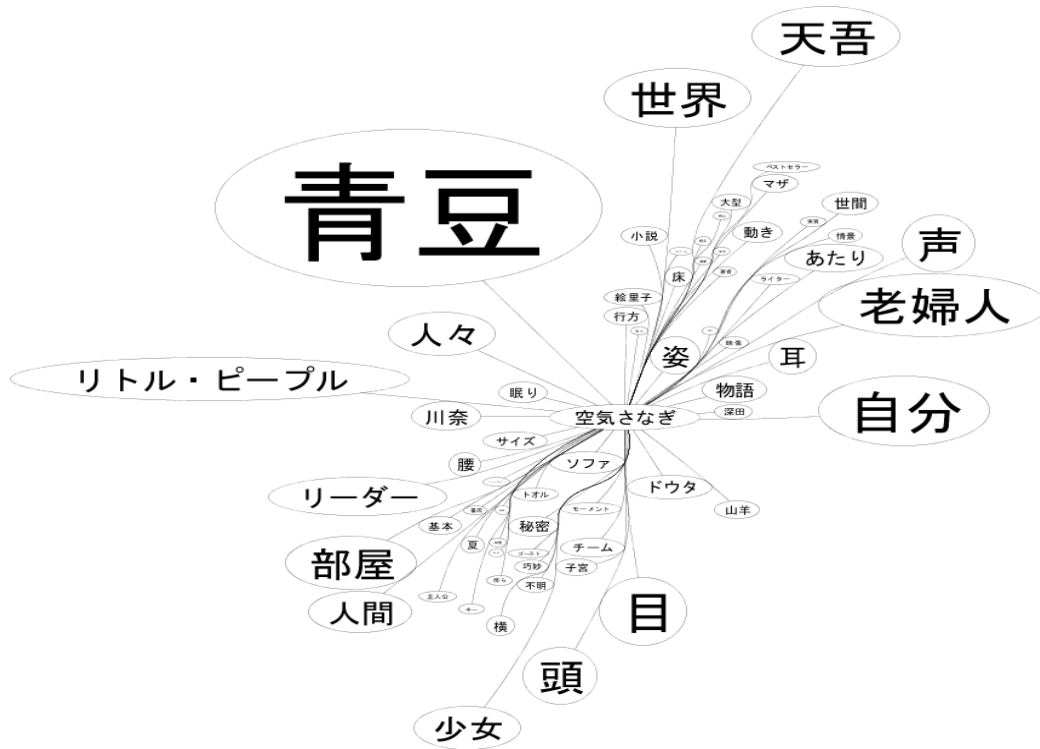 天吾
世界
ベストセラー
マザ
青豆
大型
世間
小説
動き
情景
声
床
あたり
ライター
絵里子
老婦人
行方
人々
姿
映像
耳
リトル・ピープル
眠り
物語
自分
川奈
空気さなぎ
深田
サイズ
腰
ソファ
リーダー
トオル
ドウタ
基本
秘密
モーメント
山羊
部屋
夏
チーム
ゴースト
巧妙
子宮
不明
主人公
人間
横
目
頭
少女